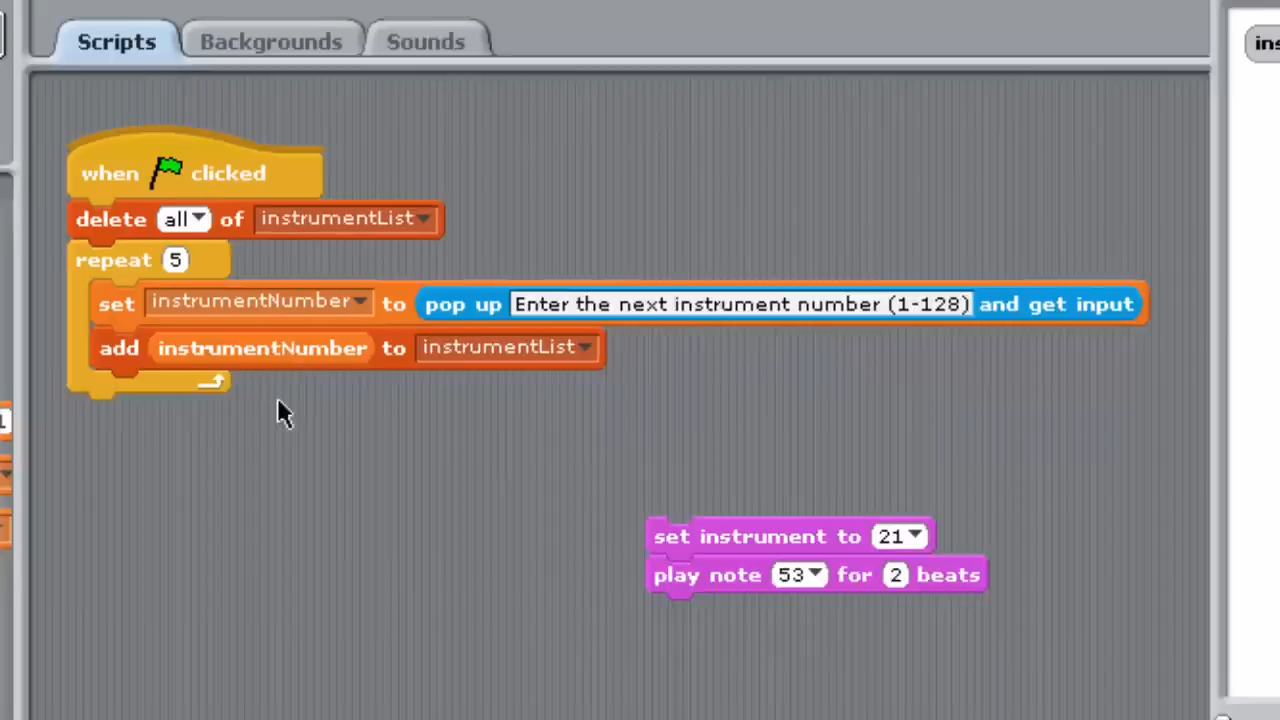 Scripts Backgrounds Sounds
ins
when clicked
delete all of instrumentList
repeat 5
set instrumentNumber to pop up Enter the next instrument number (1-128) and get input
add instrumentNumber to instrumentList
set instrument to 21
play note 53 for 2 beats